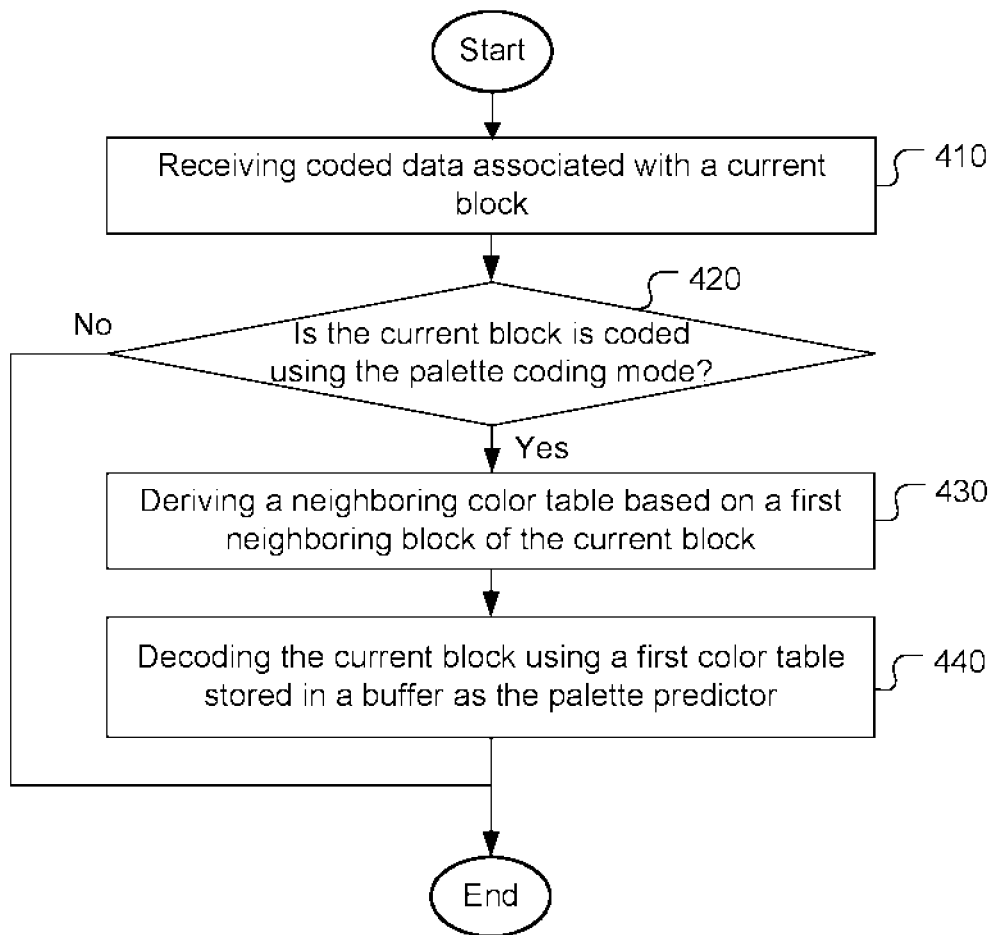 Start
Receiving coded data associated with a current
block
410
420
No
Is the current block is coded
using the palette coding mode?
Yes
Deriving a neighboring color table based on a first
neighboring block of the current block
430
Decoding the current block using a first color table
stored in a buffer as the palette predictor
440
End